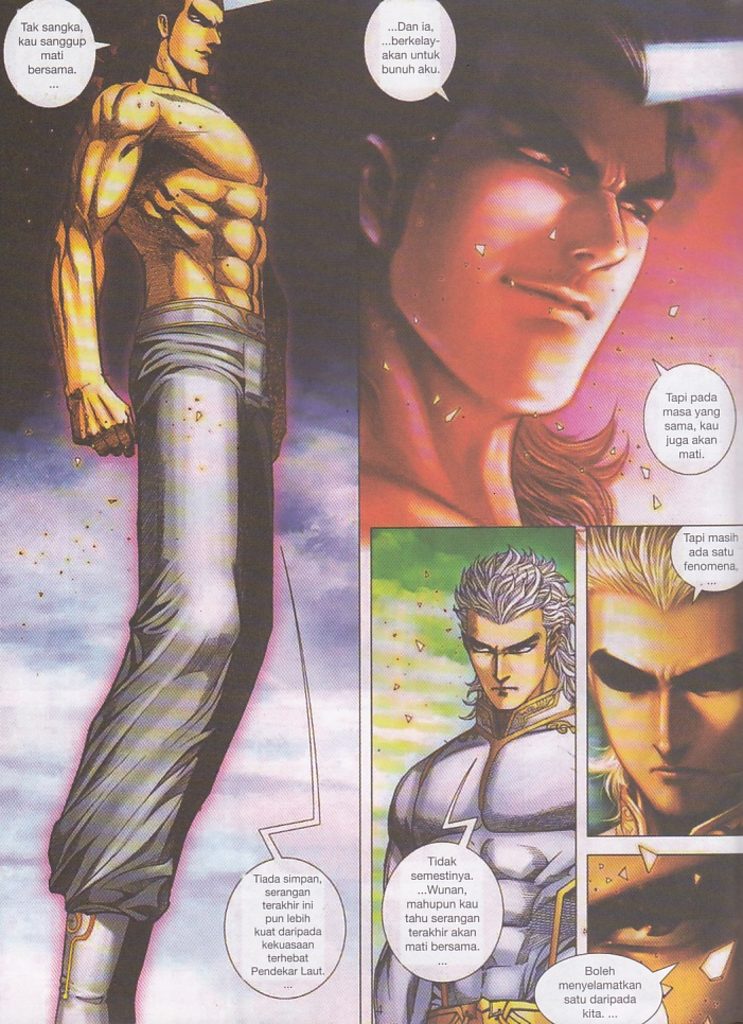 Tak sangka,
kau sanggup
mati
bersama.
...
...Dan ia,
...berkelay-
akan untuk
bunuh aku.
Tapi pada
masa yang
sama, kau
juga akan
mati.
Tiada simpan,
serangan
terakhir ini
pun lebih
kuat daripada
kekuasaan
terhebat
Pendekar Laut.
...
Tidak
semestinya.
...Wunan,
mahupun kau
tahu serangan
terakhir akan
mati bersama.
...
Tapi masih
ada satu
fenomena,
...
Boleh
menyelamatkan
satu daripada
kita. ...